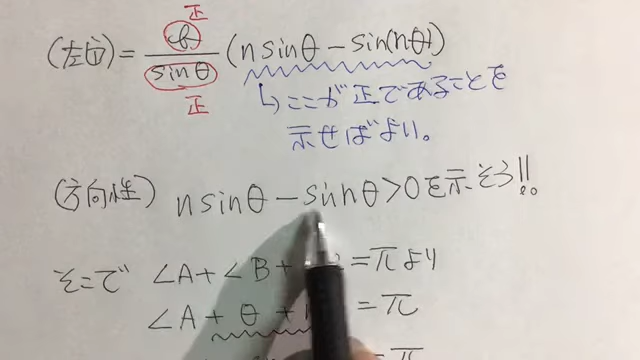 正
(左辺) = b/sinθ (n sinθ - sin(nθ))
正
↳ ここが正であることを
示せばよい。
(方向性) n sinθ - sin nθ > 0 を示そう!!
そこで ∠A + ∠B + = π より
∠A + θ + = π
= π